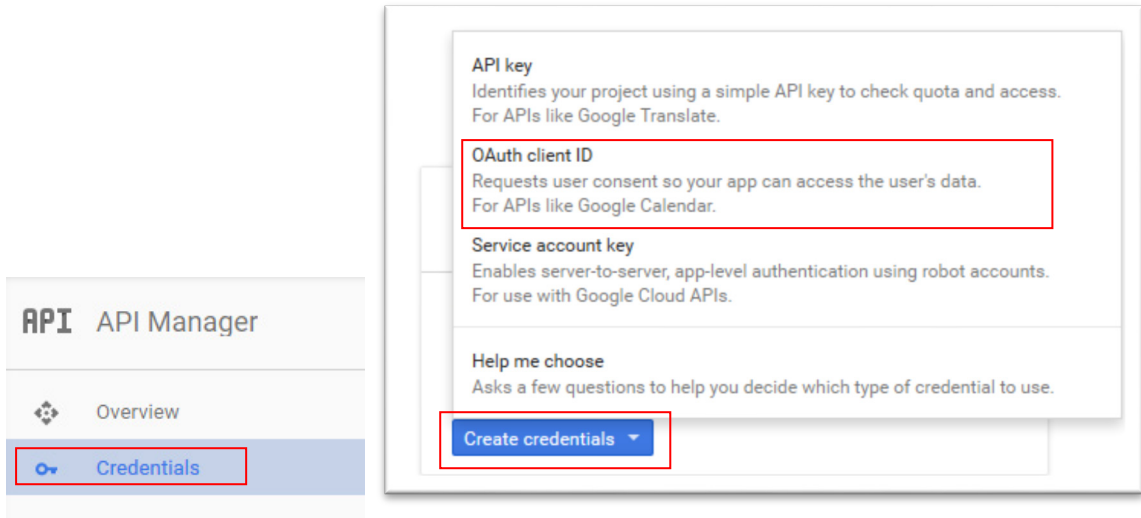 API API Manager
Overview
Credentials
API key
Identifies your project using a simple API key to check quota and access.
For APIs like Google Translate.
OAuth client ID
Requests user consent so your app can access the user's data.
For APIs like Google Calendar.
Service account key
Enables server-to-server, app-level authentication using robot accounts.
For use with Google Cloud APIs.
Help me choose
Asks a few questions to help you decide which type of credential to use.
Create credentials